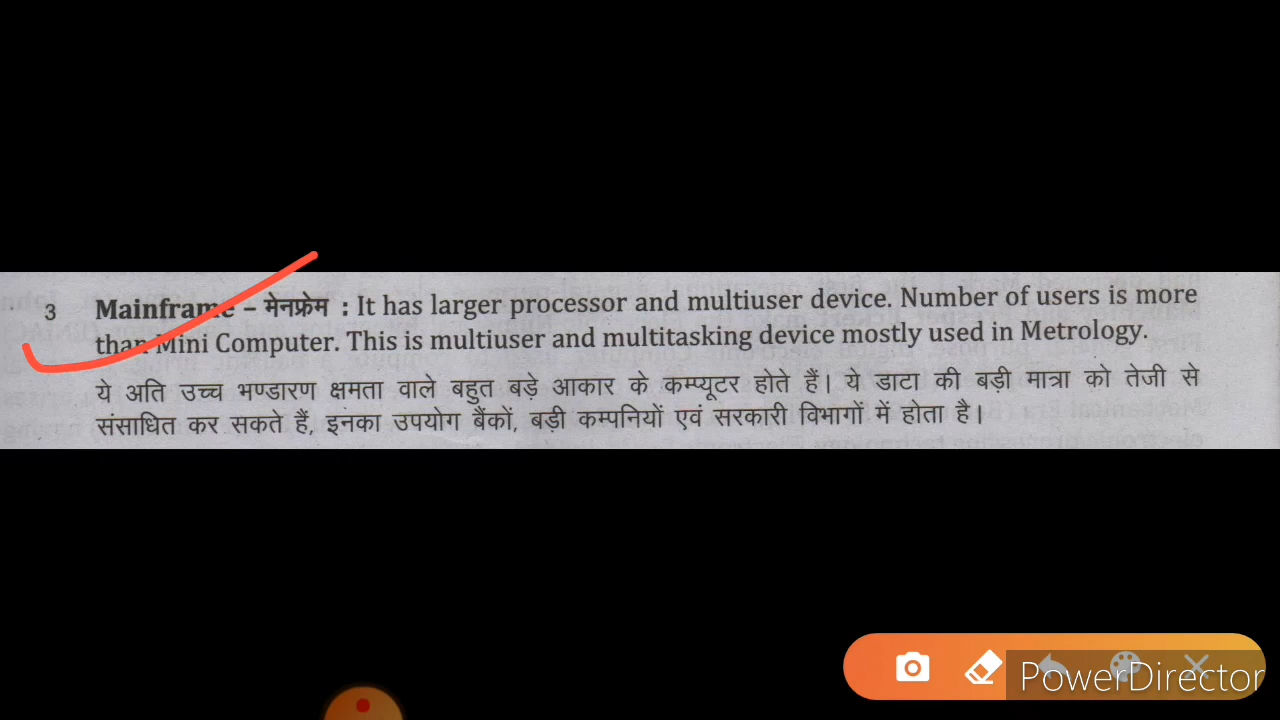 3 Mainframe – मेनफ्रेम : It has larger processor and multiuser device. Number of users is more
than Mini Computer. This is multiuser and multitasking device mostly used in Metrology.
ये अति उच्च भण्डारण क्षमता वाले बहुत बड़े आकार के कम्प्यूटर होते हैं। ये डाटा की बड़ी मात्रा को तेजी से
संसाधित कर सकते हैं, इनका उपयोग बैंकों, बड़ी कम्पनियों एवं सरकारी विभागों में होता है।
PowerDirector